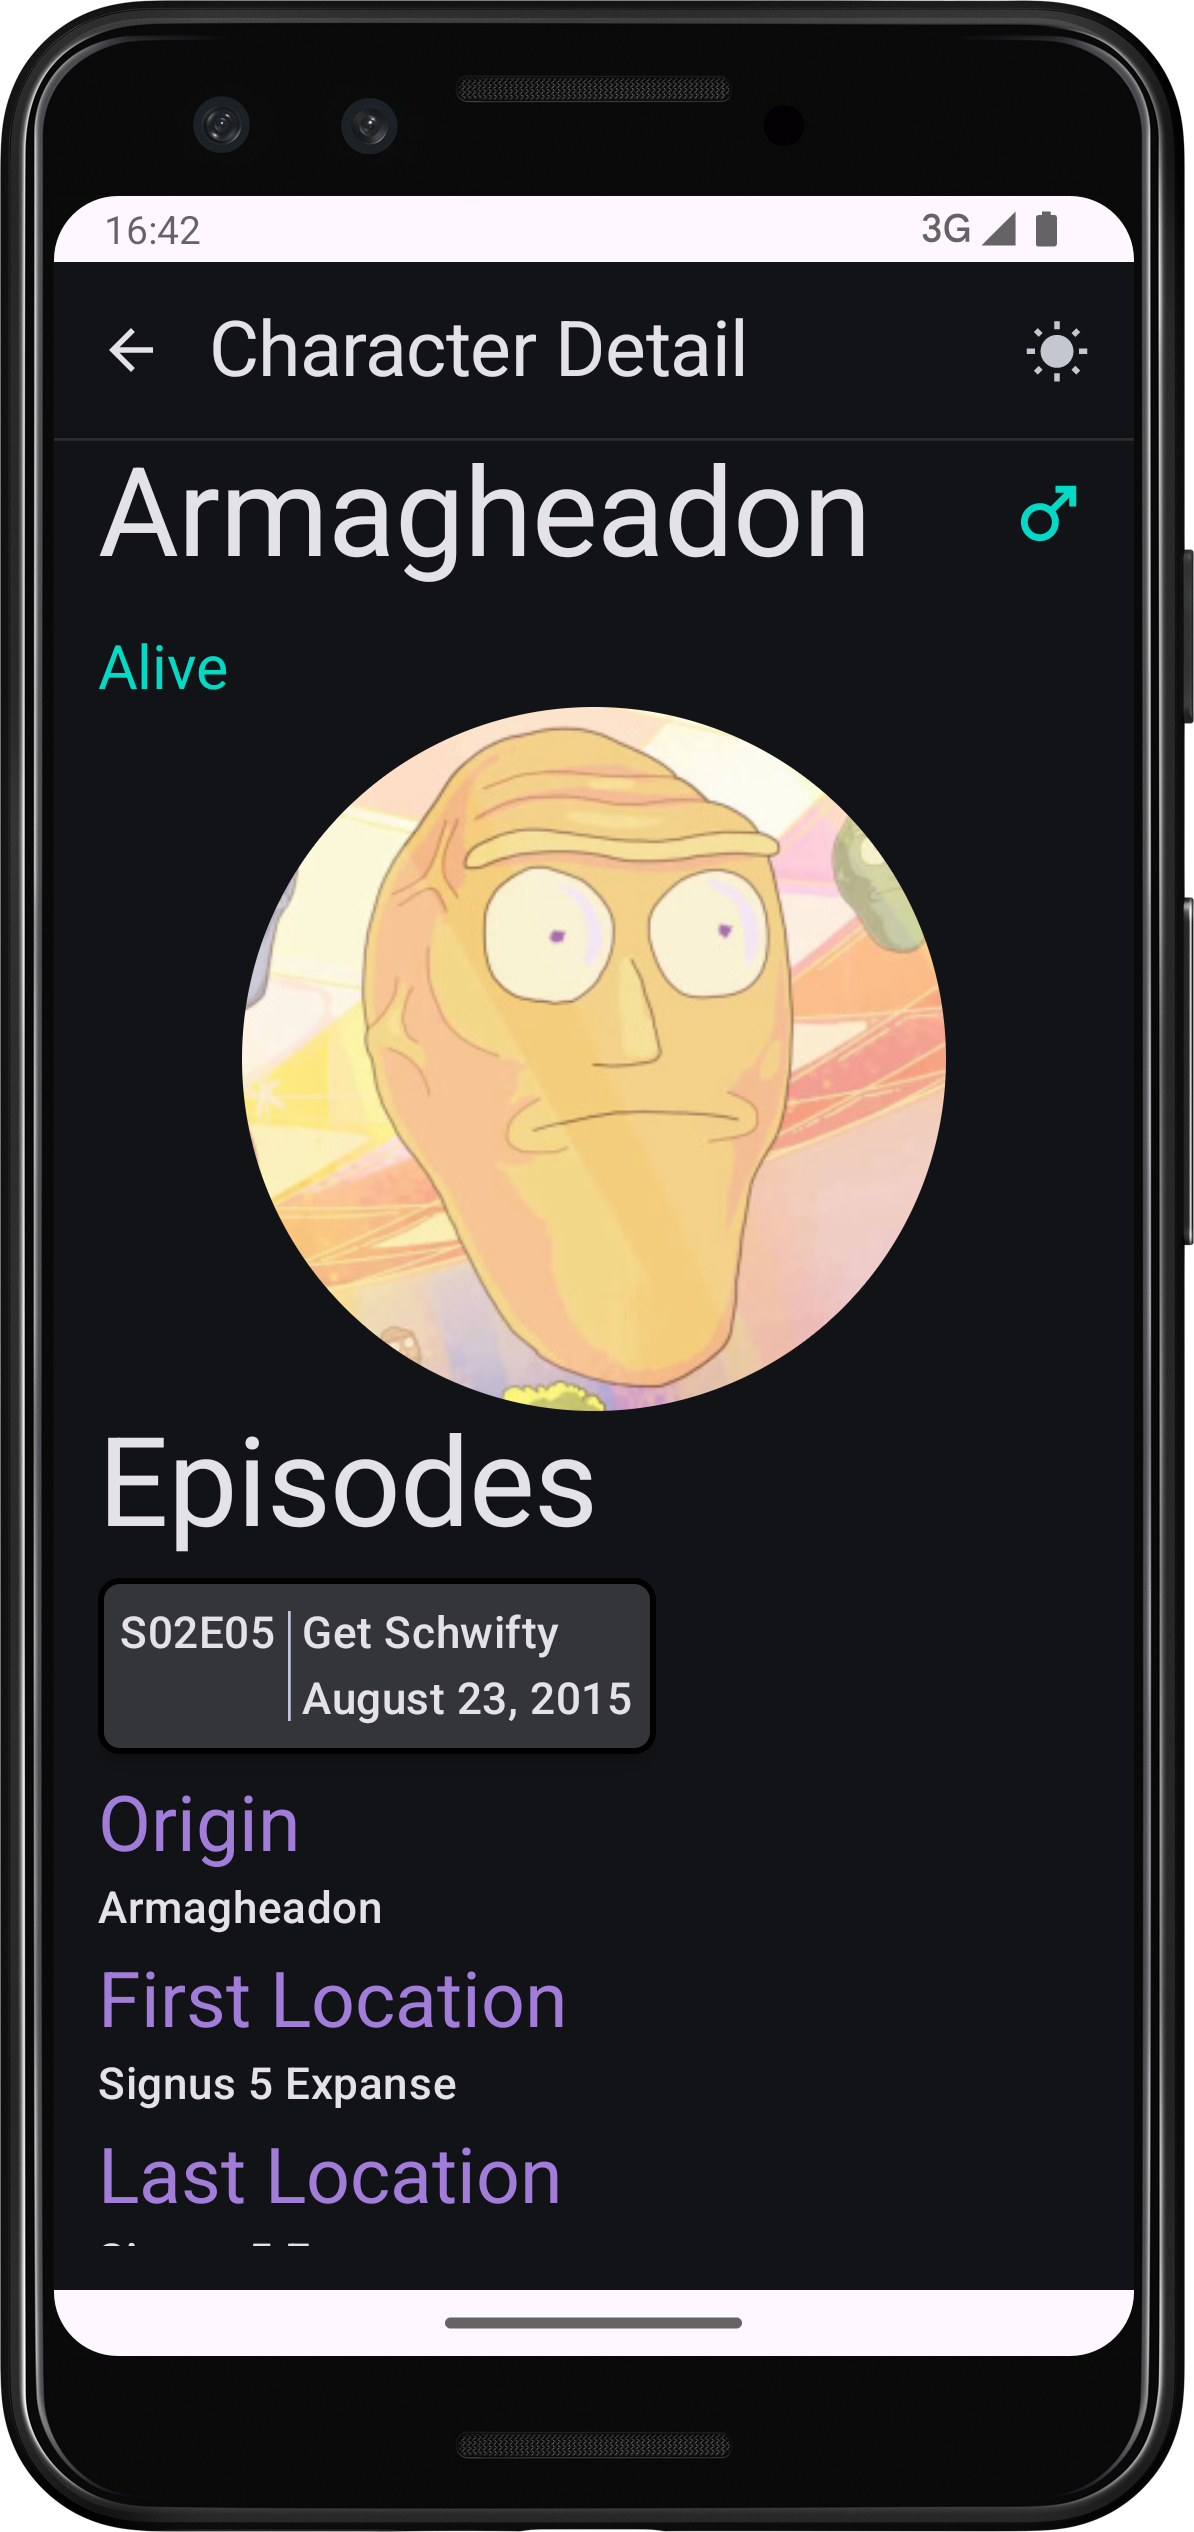 16:42 3G
Character Detail
Armagheadon
Alive
Episodes
S02E05 Get Schwifty
August 23, 2015
Origin
Armagheadon
First Location
Signus 5 Expanse
Last Location